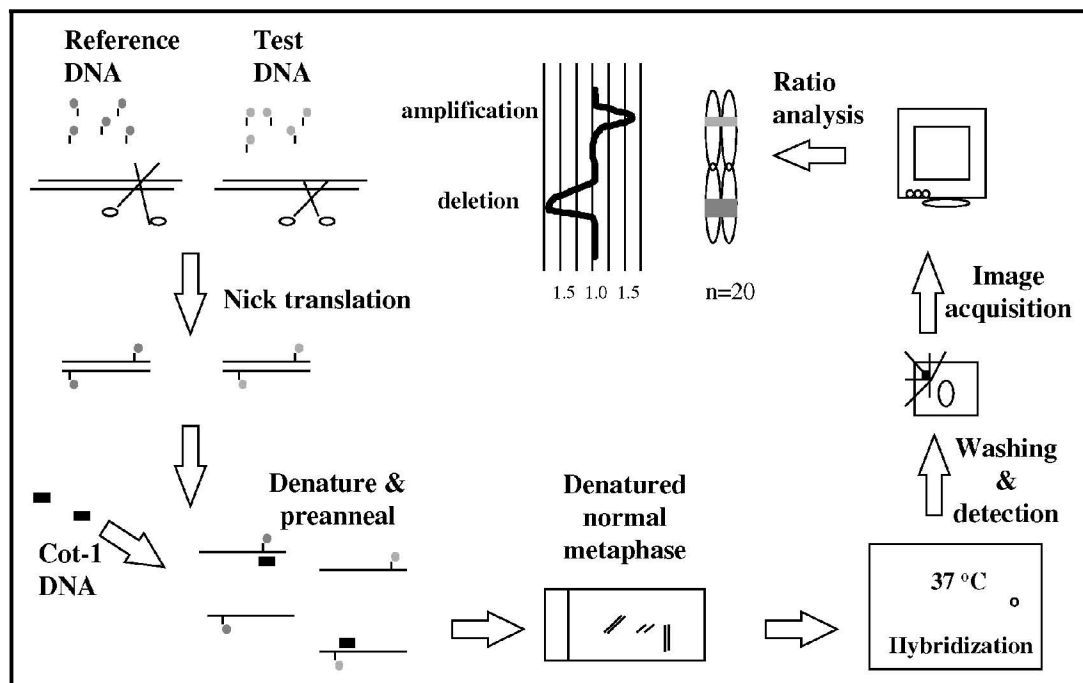 Reference
DNA
Test
DNA
amplification
deletion
1.5 1.0 1.5
n=20
Ratio
analysis
Nick translation
Image
acquisition
Washing
&
detection
Cot-1
DNA
Denature &
preanneal
Denatured
normal
metaphase
37 °C
Hybridization